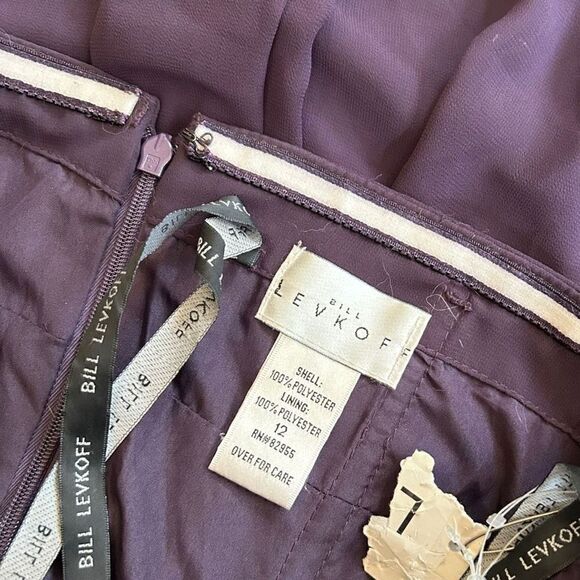 BILL
LEVKOFF
SHELL:
100%POLYESTER
LINING:
100%POLYESTER
12
RN#82955
OVER FOR CARE
BILL LEVKOFF
BILL LEVKOFF
7